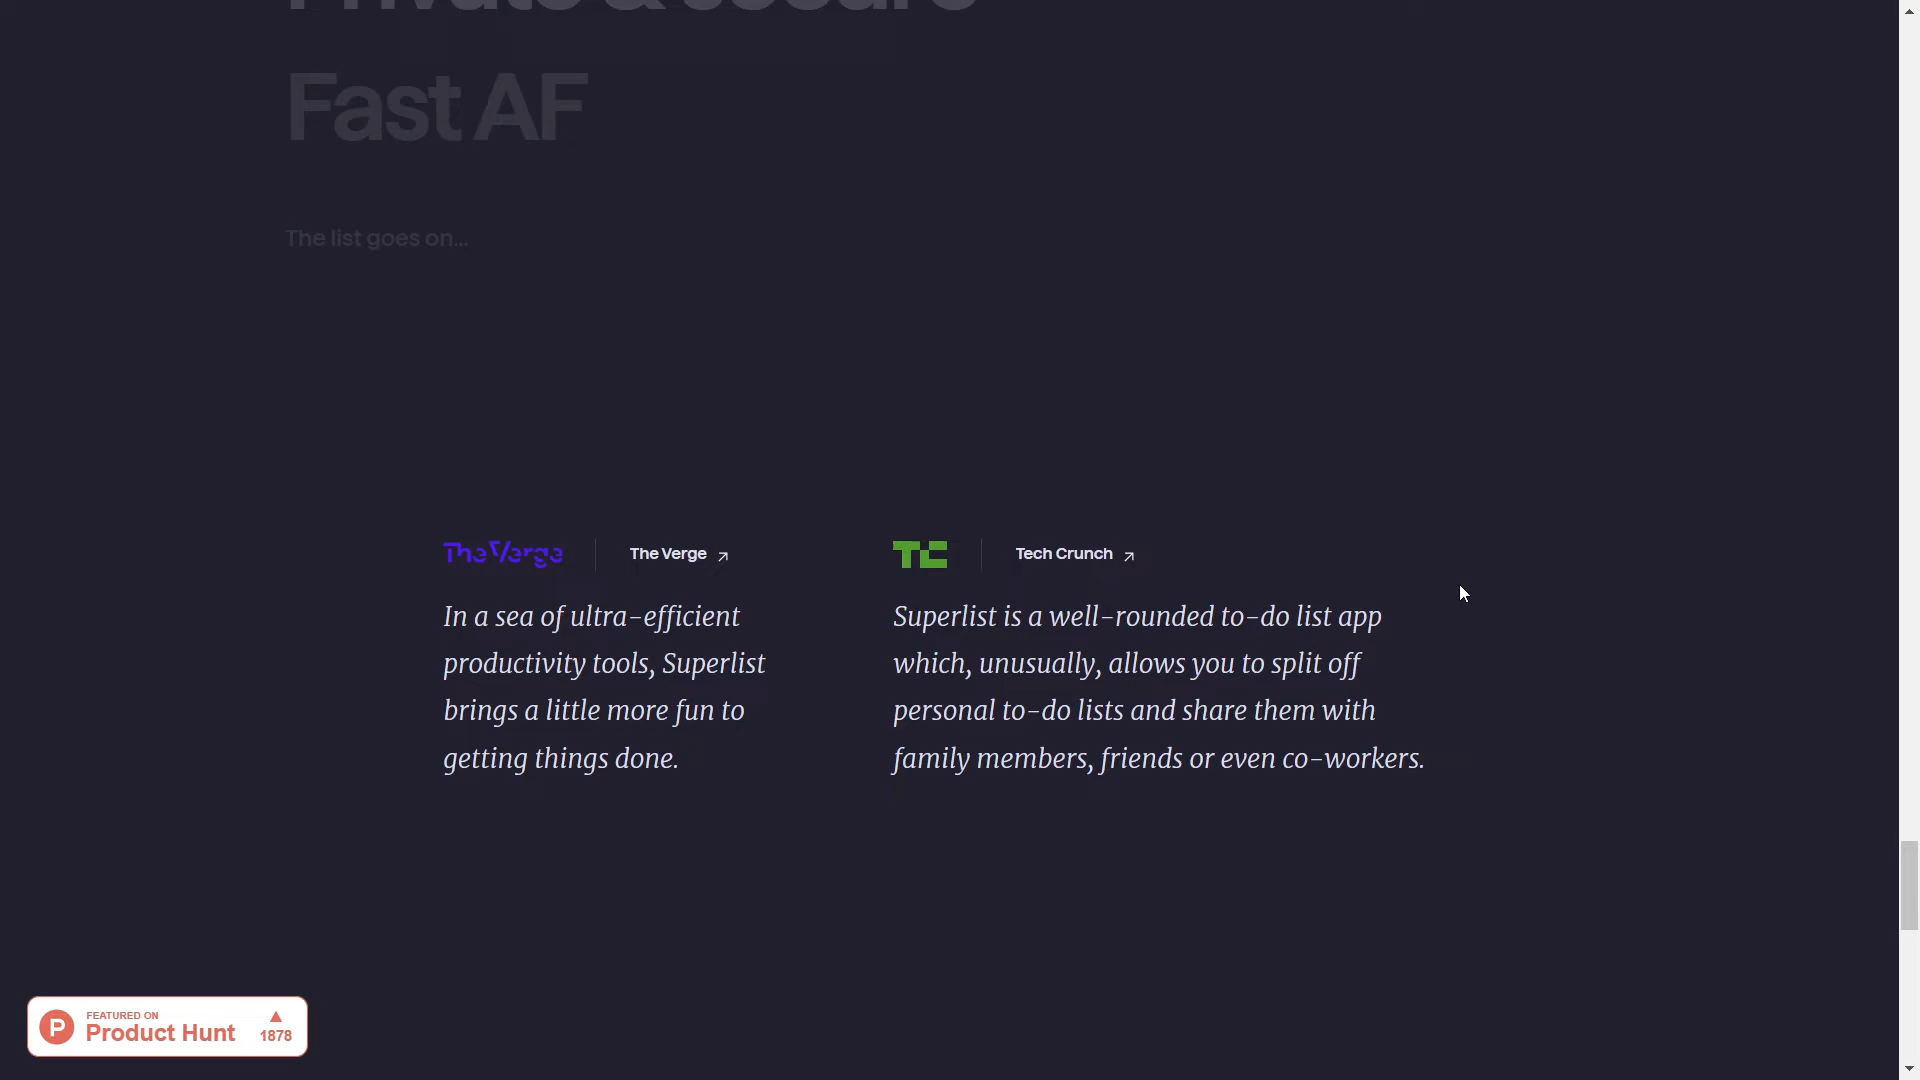 Private & secure
Fast AF
The list goes on...
The Verge
The Verge
In a sea of ultra-efficient
productivity tools, Superlist
brings a little more fun to
getting things done.
TC
Tech Crunch
Superlist is a well-rounded to-do list app
which, unusually, allows you to split off
personal to-do lists and share them with
family members, friends or even co-workers.
P
FEATURED ON
Product Hunt
1878